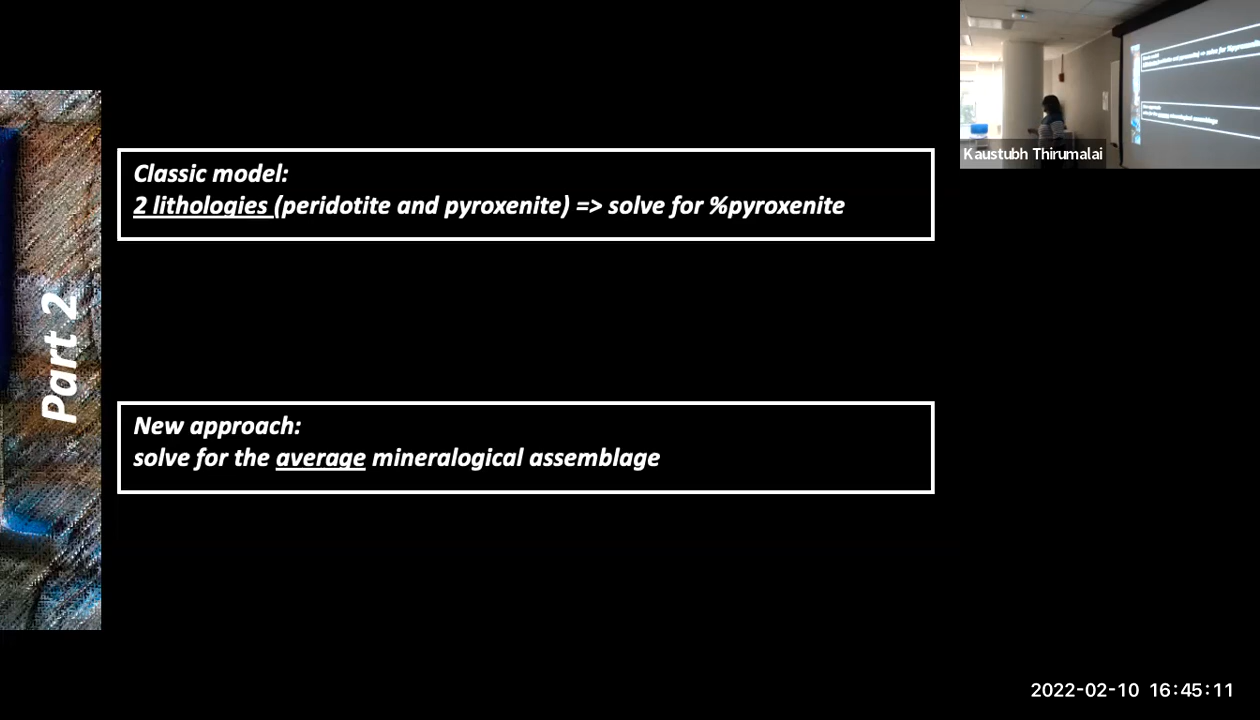 Classic model:
2 lithologies (peridotite and pyroxenite) => solve for %pyroxenite
Part 2
New approach:
solve for the average mineralogical assemblage
Kaustubh Thirumalai
2022-02-10 16:45:11